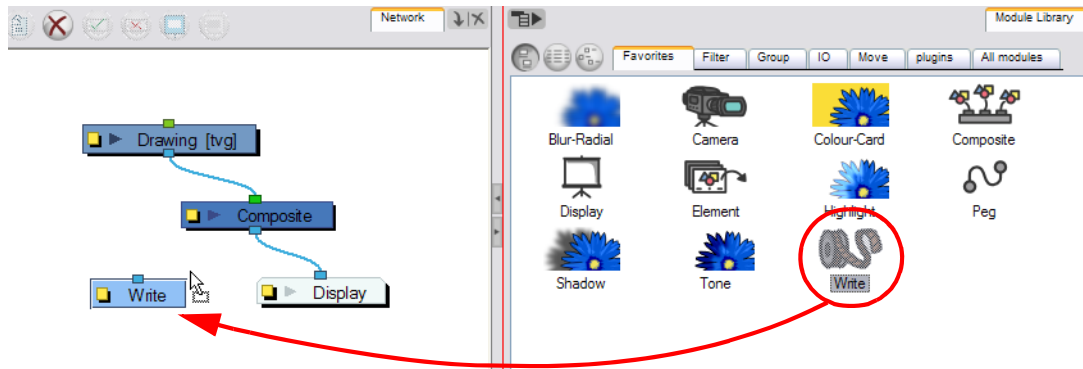 Network
Module Library
Favorites Filter Group IO Move plugins All modules
Drawing [tvg]
Composite
Write
Display
Blur-Radial Camera Colour-Card Composite
Display Element Highlight Peg
Shadow Tone Write